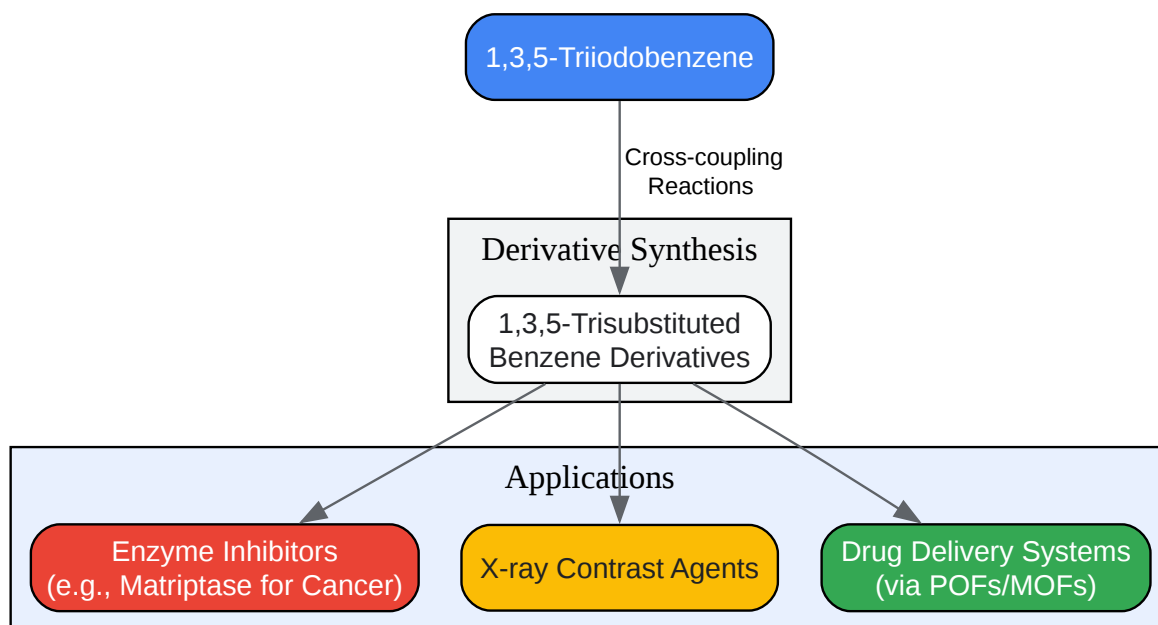 1,3,5-Triiodobenzene
Cross-coupling
Reactions
Derivative Synthesis
1,3,5-Trisubstituted
Benzene Derivatives
Applications
Enzyme Inhibitors
(e.g., Matriptase for Cancer)
X-ray Contrast Agents
Drug Delivery Systems
(via POFs/MOFs)